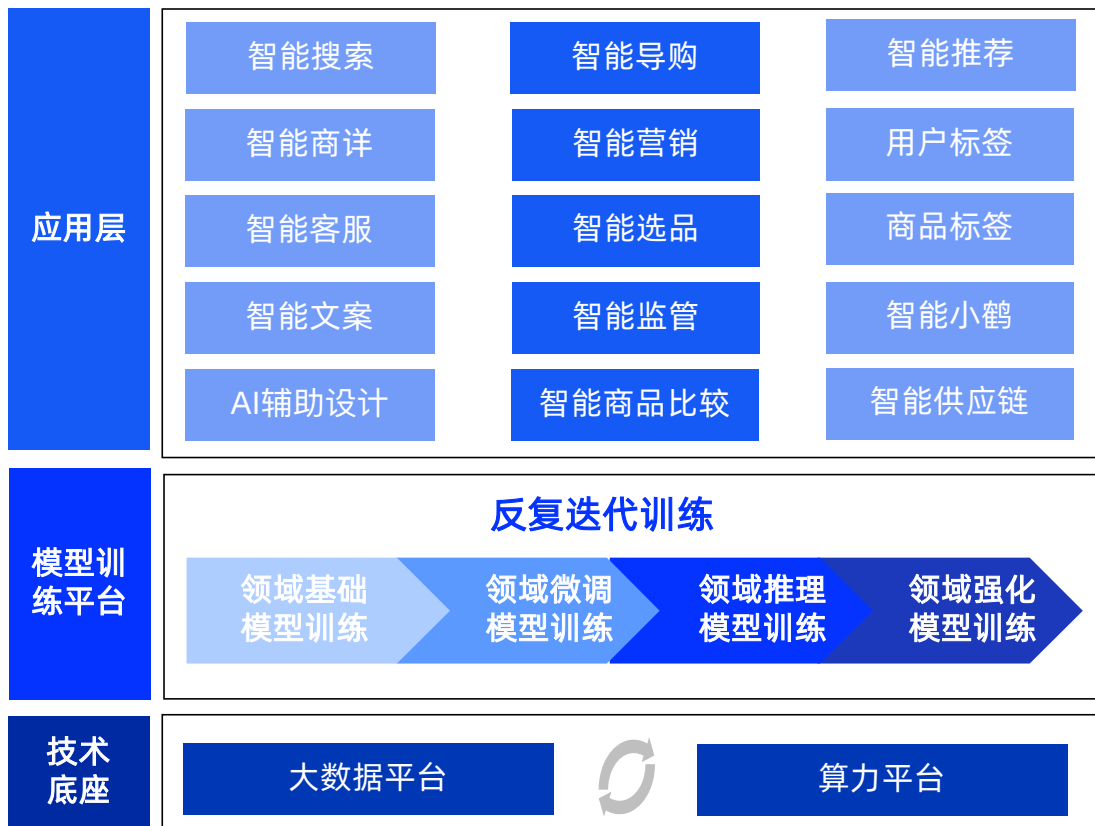 应用层
智能搜索
智能导购
智能推荐
智能商详
智能营销
用户标签
智能客服
智能选品
商品标签
智能文案
智能监管
智能小鹤
AI辅助设计
智能商品比较
智能供应链
模型训
练平台
反复迭代训练
领域基础
模型训练
领域微调
模型训练
领域推理
模型训练
领域强化
模型训练
技术
底座
大数据平台
算力平台